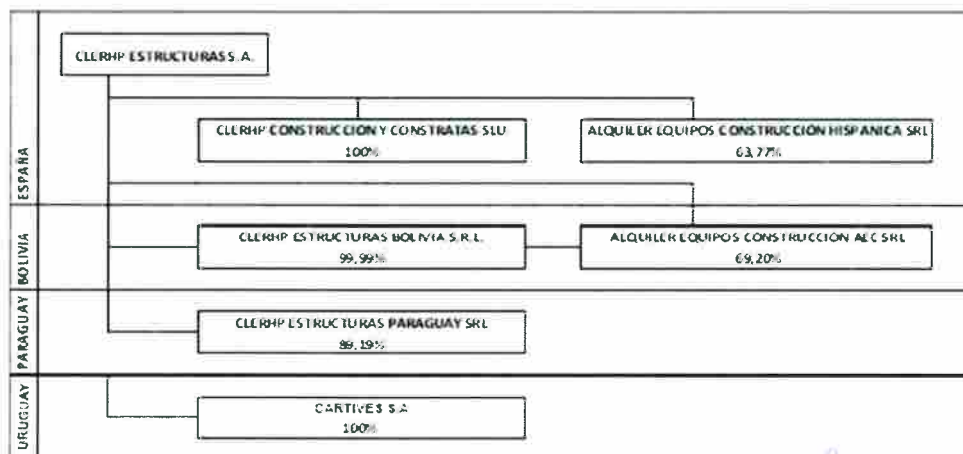 ESPAÑA
CLERHP ESTRUCTURAS S.A.
CLERHP CONSTRUCCION Y CONSTRATAS SLU
100%
ALQUILER EQUIPOS CONSTRUCCIÓN HISPANICA SRL
63,77%
BOLIVIA
CLERHP ESTRUCTURAS BOLIVIA S.R.L.
99,99%
ALQUILER EQUIPOS CONSTRUCCION AEC SRL
69,20%
PARAGUAY
CLERHP ESTRUCTURAS PARAGUAY SRL
89,19%
URUGUAY
CARTIVES S.A
100%